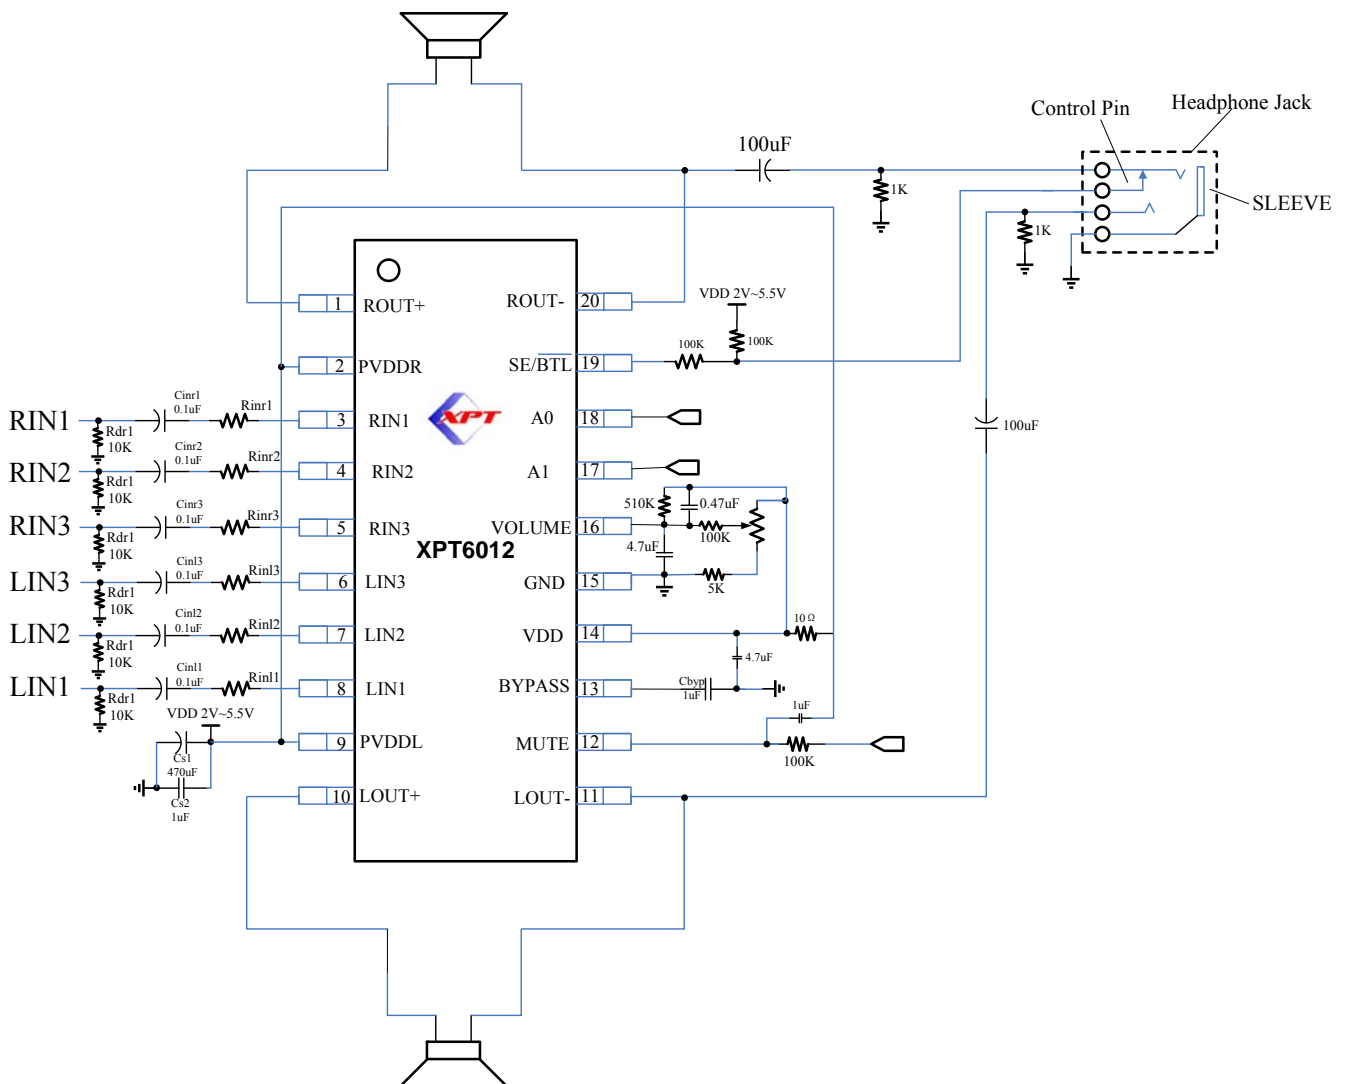 Headphone Jack
Control Pin
100uF
1K
SLEEVE
1K
VDD 2V~5.5V
100K
100K
100uF
XPT
XPT6012
1 ROUT+
2 PVDDR
3 RIN1
4 RIN2
5 RIN3
6 LIN3
7 LIN2
8 LIN1
9 PVDDL
10 LOUT+
ROUT- 20
SE/BTL 19
A0 18
A1 17
VOLUME 16
GND 15
VDD 14
BYPASS 13
MUTE 12
LOUT- 11
RIN1
Rdr1
10K
Cinr1
0.1uF
Rinr1
RIN2
Rdr1
10K
Cinr2
0.1uF
Rinr2
RIN3
Rdr1
10K
Cinr3
0.1uF
Rinr3
LIN3
Rdr1
10K
Cinl3
0.1uF
Rinl3
LIN2
Rdr1
10K
Cinl2
0.1uF
Rinl2
LIN1
Rdr1
10K
Cinl1
0.1uF
Rinl1
VDD 2V~5.5V
Cs1
470uF
Cs2
1uF
510K
0.47uF
100K
4.7uF
5K
10Ω
4.7uF
Cbyp
1uF
1uF
100K